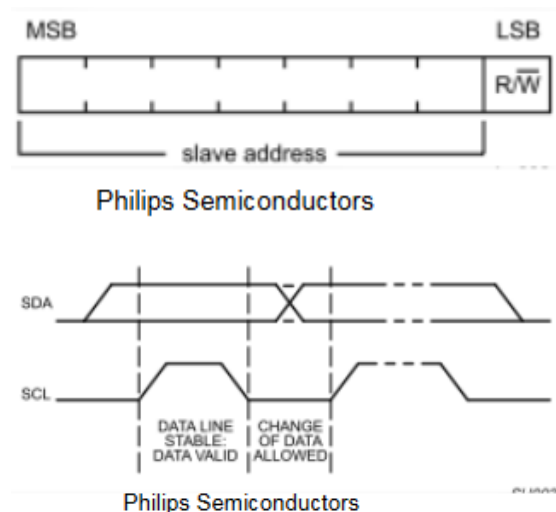 MSB LSB
R/W̅
slave address
Philips Semiconductors
SDA
SCL
DATA LINE
STABLE:
DATA VALID
CHANGE
OF DATA
ALLOWED
Philips Semiconductors